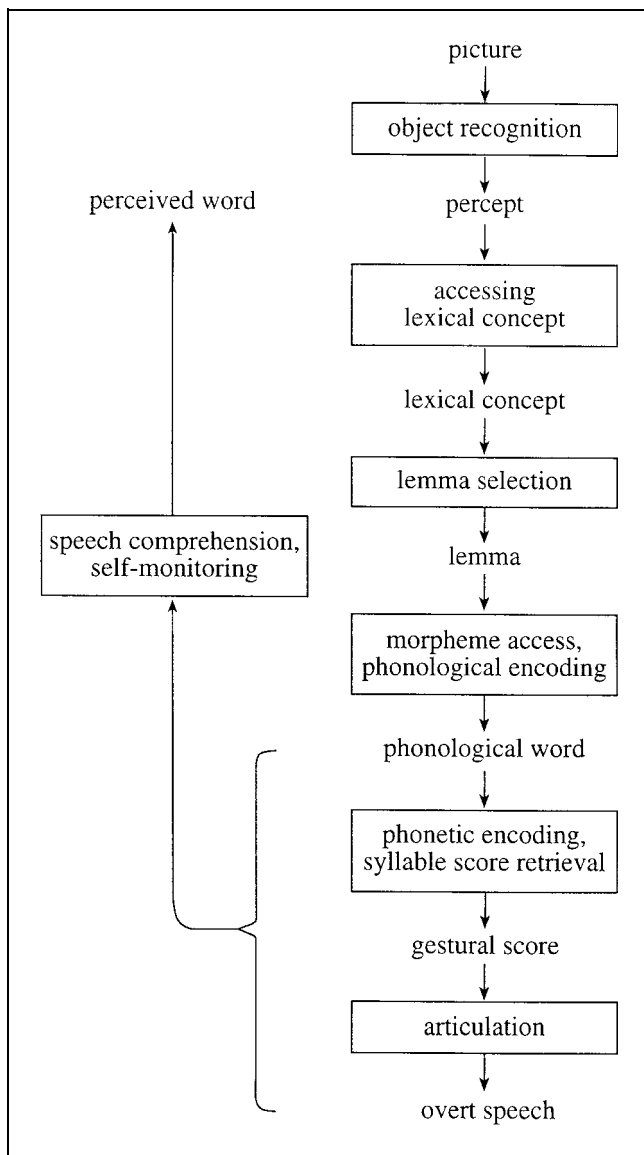 picture
object recognition
perceived word
percept
accessing
lexical concept
lexical concept
lemma selection
speech comprehension,
self-monitoring
lemma
morpheme access,
phonological encoding
phonological word
phonetic encoding,
syllable score retrieval
gestural score
articulation
overt speech